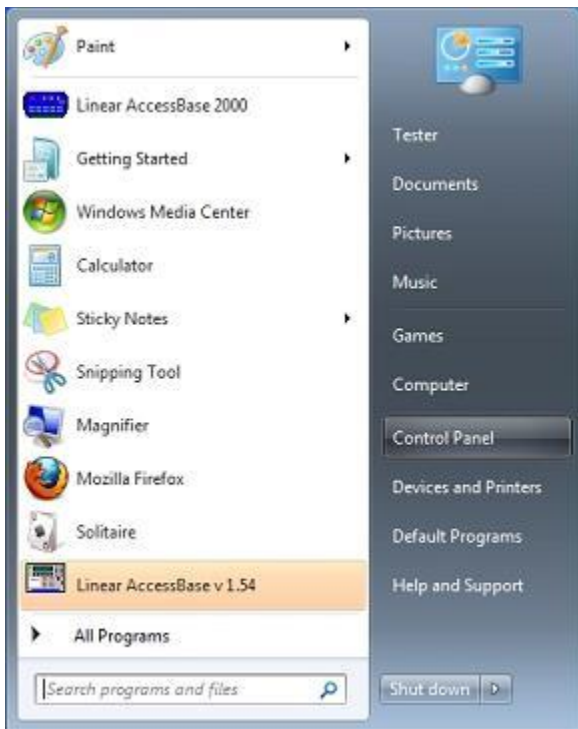 Paint
Linear AccessBase 2000
Getting Started
Windows Media Center
Calculator
Sticky Notes
Snipping Tool
Magnifier
Mozilla Firefox
Solitaire
Linear AccessBase v 1.54
All Programs
Search programs and files
Tester
Documents
Pictures
Music
Games
Computer
Control Panel
Devices and Printers
Default Programs
Help and Support
Shut down